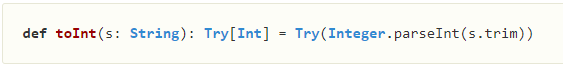 def toInt(s: String): Try[Int] = Try(Integer.parseInt(s.trim))